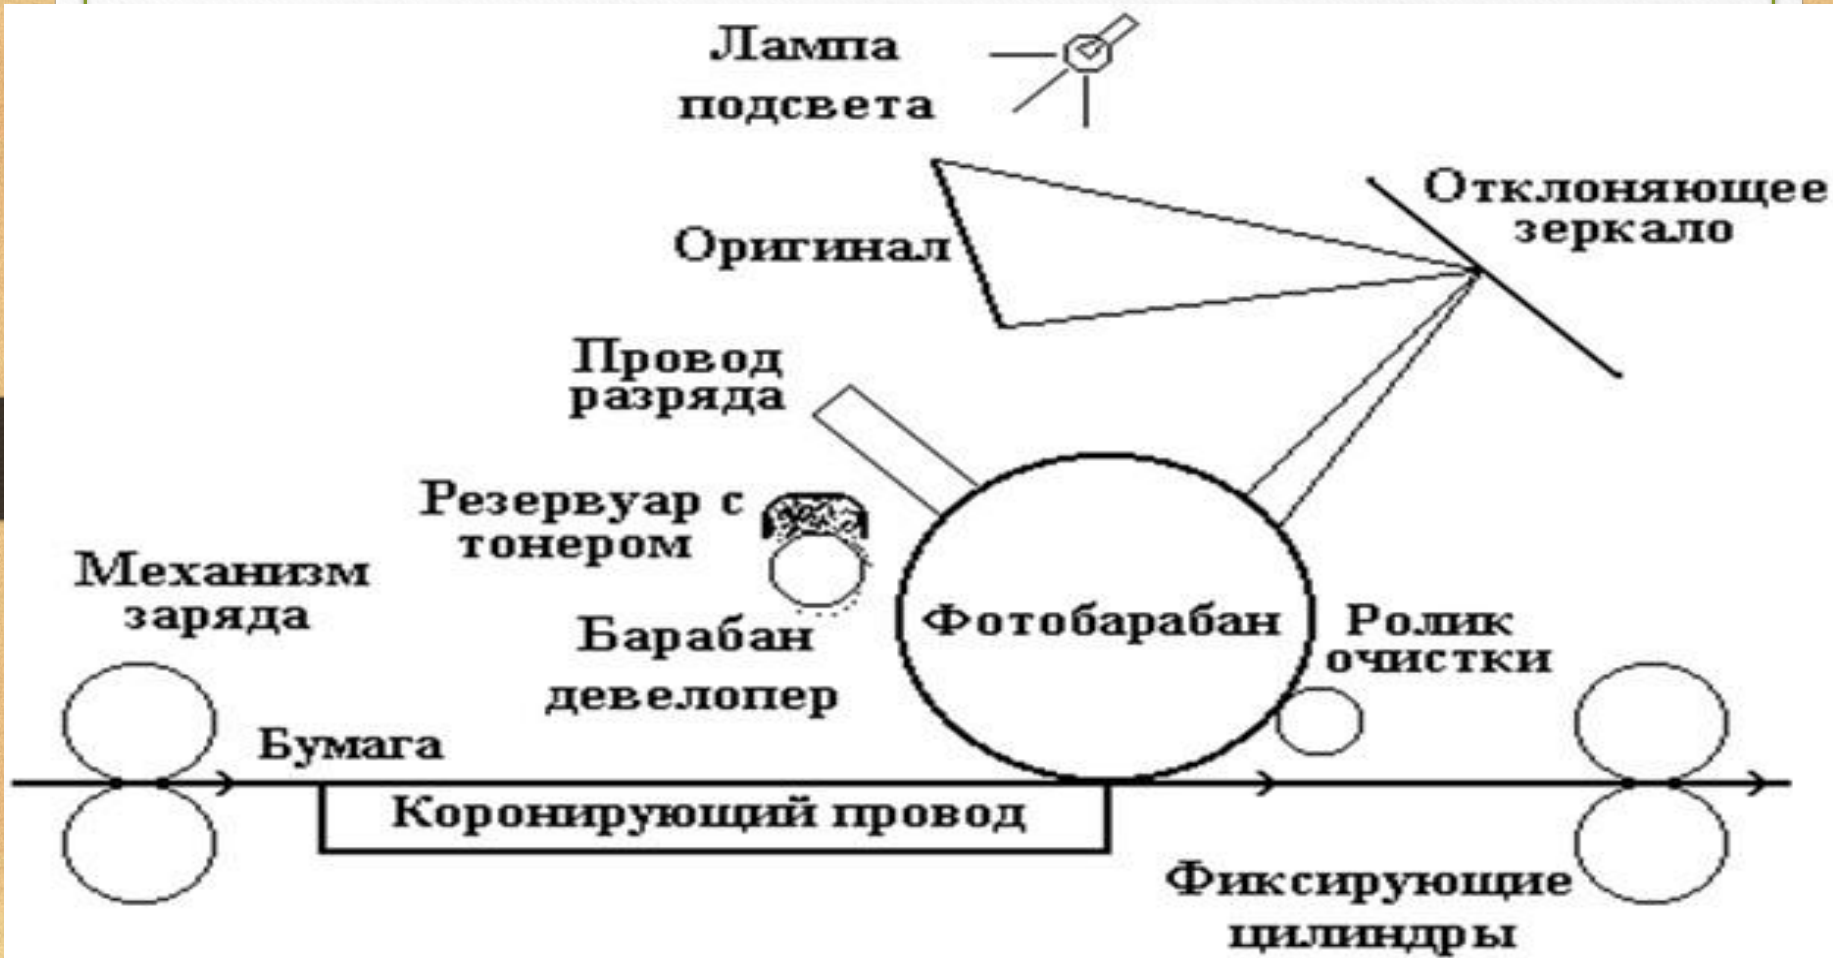 Лампа
подсвета
Отклоняющее
зеркало
Оригинал
Провод
разряда
Резервуар с
тонером
Механизм
заряда
Барабан
девелопер
Фотобарабан
Ролик
очистки
Бумага
Коронирующий провод
Фиксирующие
цилиндры